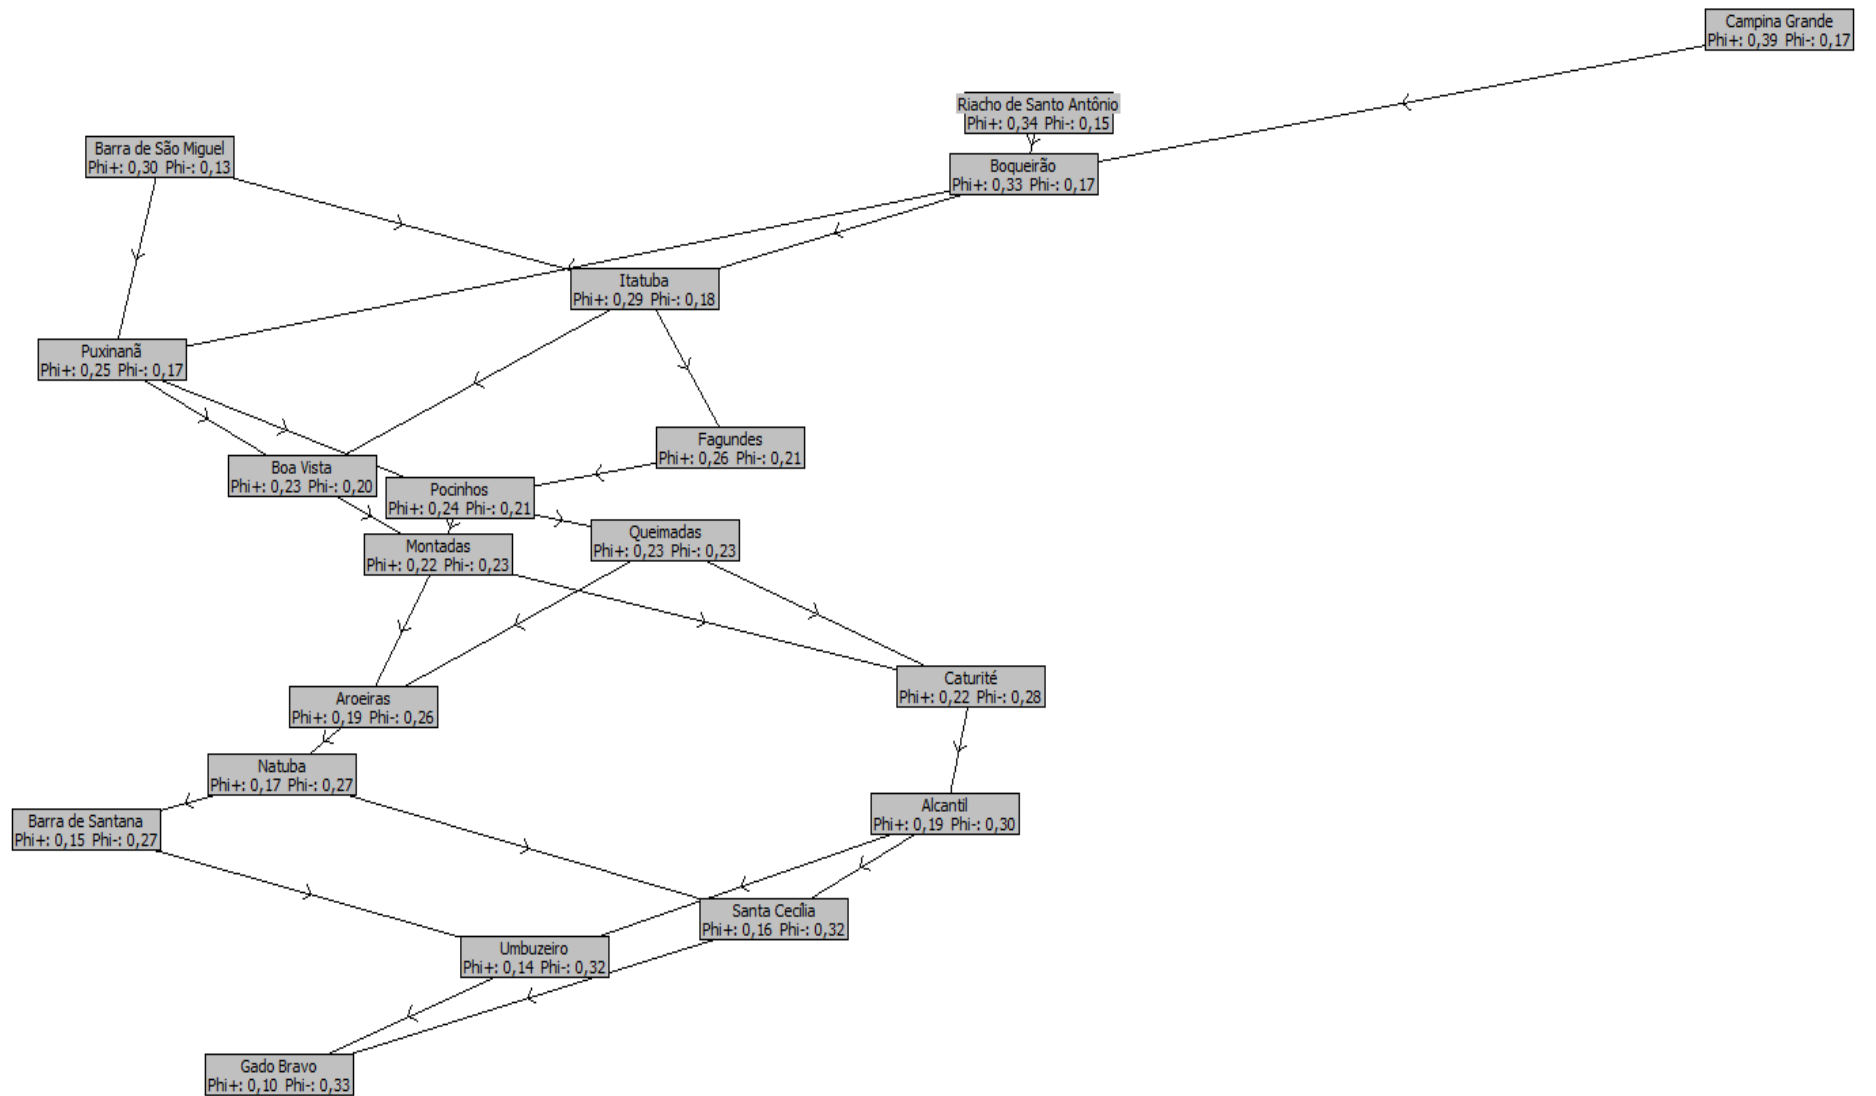 Campina Grande
Phi+: 0,39 Phi-: 0,17
Riacho de Santo Antônio
Phi+: 0,34 Phi-: 0,15
Barra de São Miguel
Phi+: 0,30 Phi-: 0,13
Boqueirão
Phi+: 0,33 Phi-: 0,17
Itatuba
Phi+: 0,29 Phi-: 0,18
Puxinanã
Phi+: 0,25 Phi-: 0,17
Fagundes
Phi+: 0,26 Phi-: 0,21
Boa Vista
Phi+: 0,23 Phi-: 0,20
Pocinhos
Phi+: 0,24 Phi-: 0,21
Queimadas
Phi+: 0,23 Phi-: 0,23
Montadas
Phi+: 0,22 Phi-: 0,23
Caturité
Phi+: 0,22 Phi-: 0,28
Aroeiras
Phi+: 0,19 Phi-: 0,26
Natuba
Phi+: 0,17 Phi-: 0,27
Alcantil
Phi+: 0,19 Phi-: 0,30
Barra de Santana
Phi+: 0,15 Phi-: 0,27
Santa Cecília
Phi+: 0,16 Phi-: 0,32
Umbuzeiro
Phi+: 0,14 Phi-: 0,32
Gado Bravo
Phi+: 0,10 Phi-: 0,33